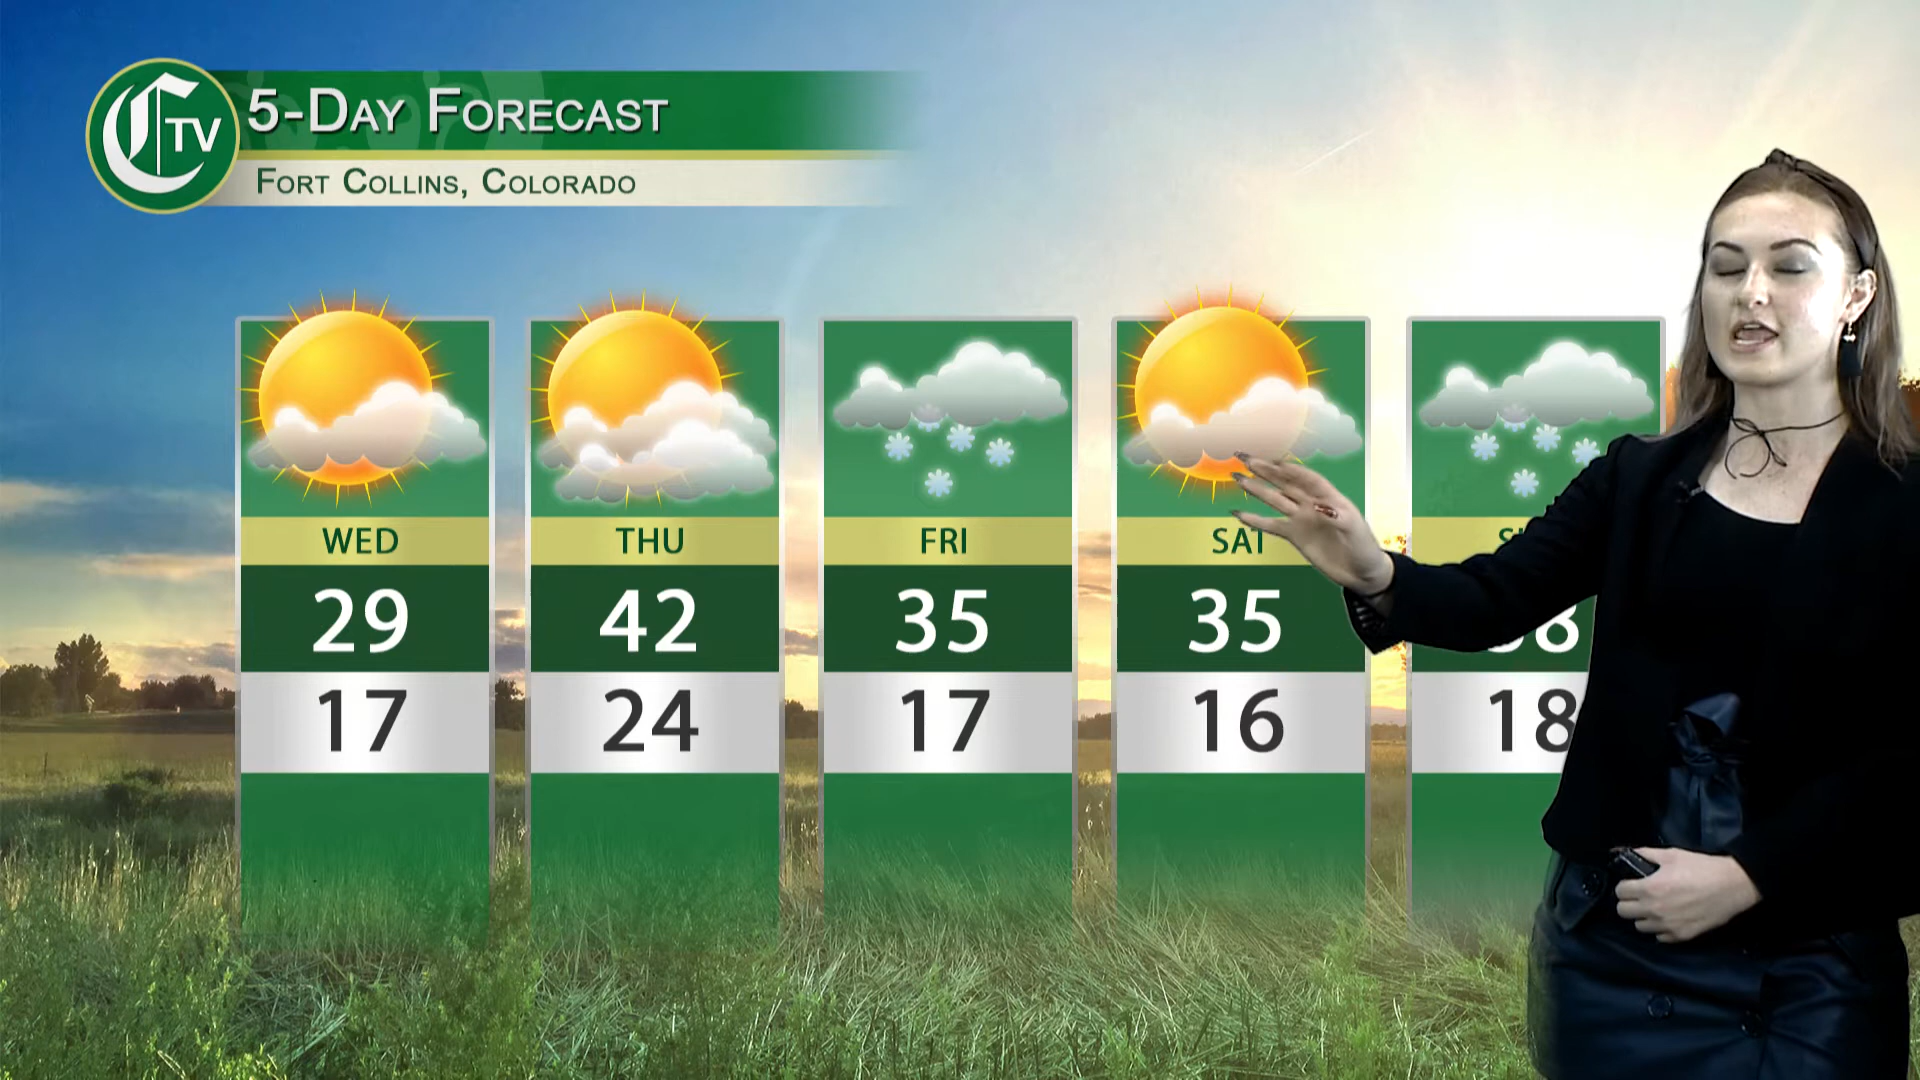 CTV
5-DAY FORECAST
FORT COLLINS, COLORADO
WED THU FRI SAT
29 42 35 35
17 24 17 16 18